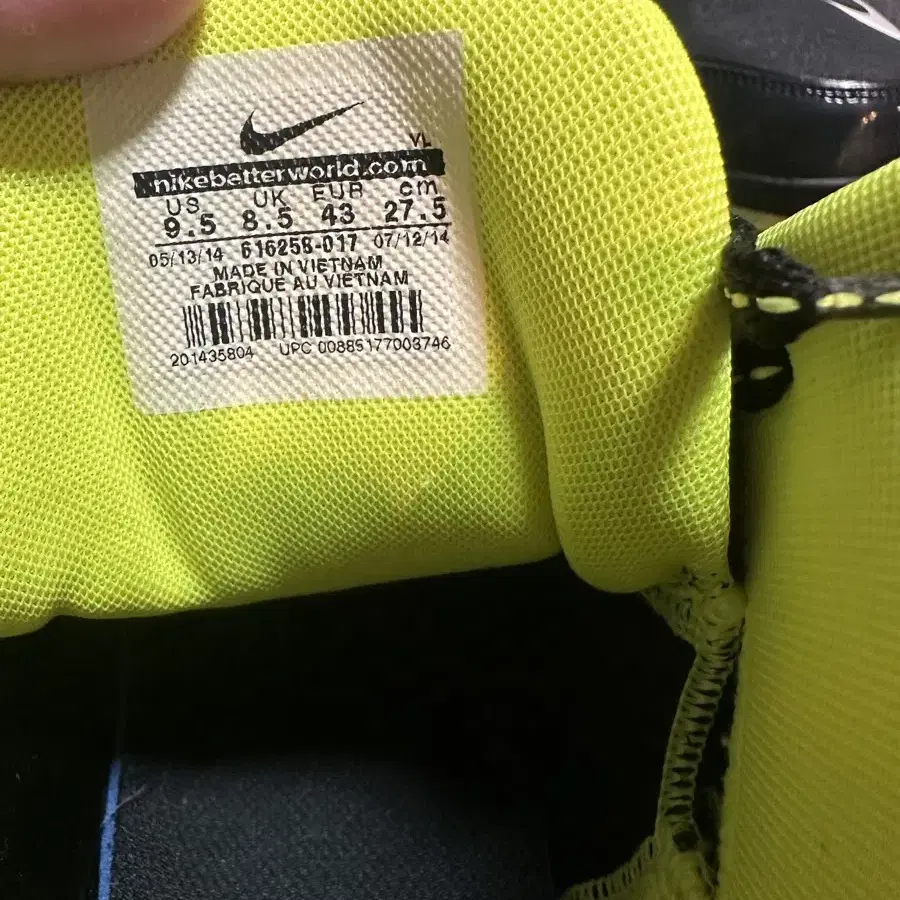 VL
nikebetterworld.com
US UK EUR cm
9.5 8.5 43 27.5
05/13/14 616258-017 07/12/14
MADE IN VIETNAM
FABRIQUE AU VIETNAM
201435804 UPC 00885177003746